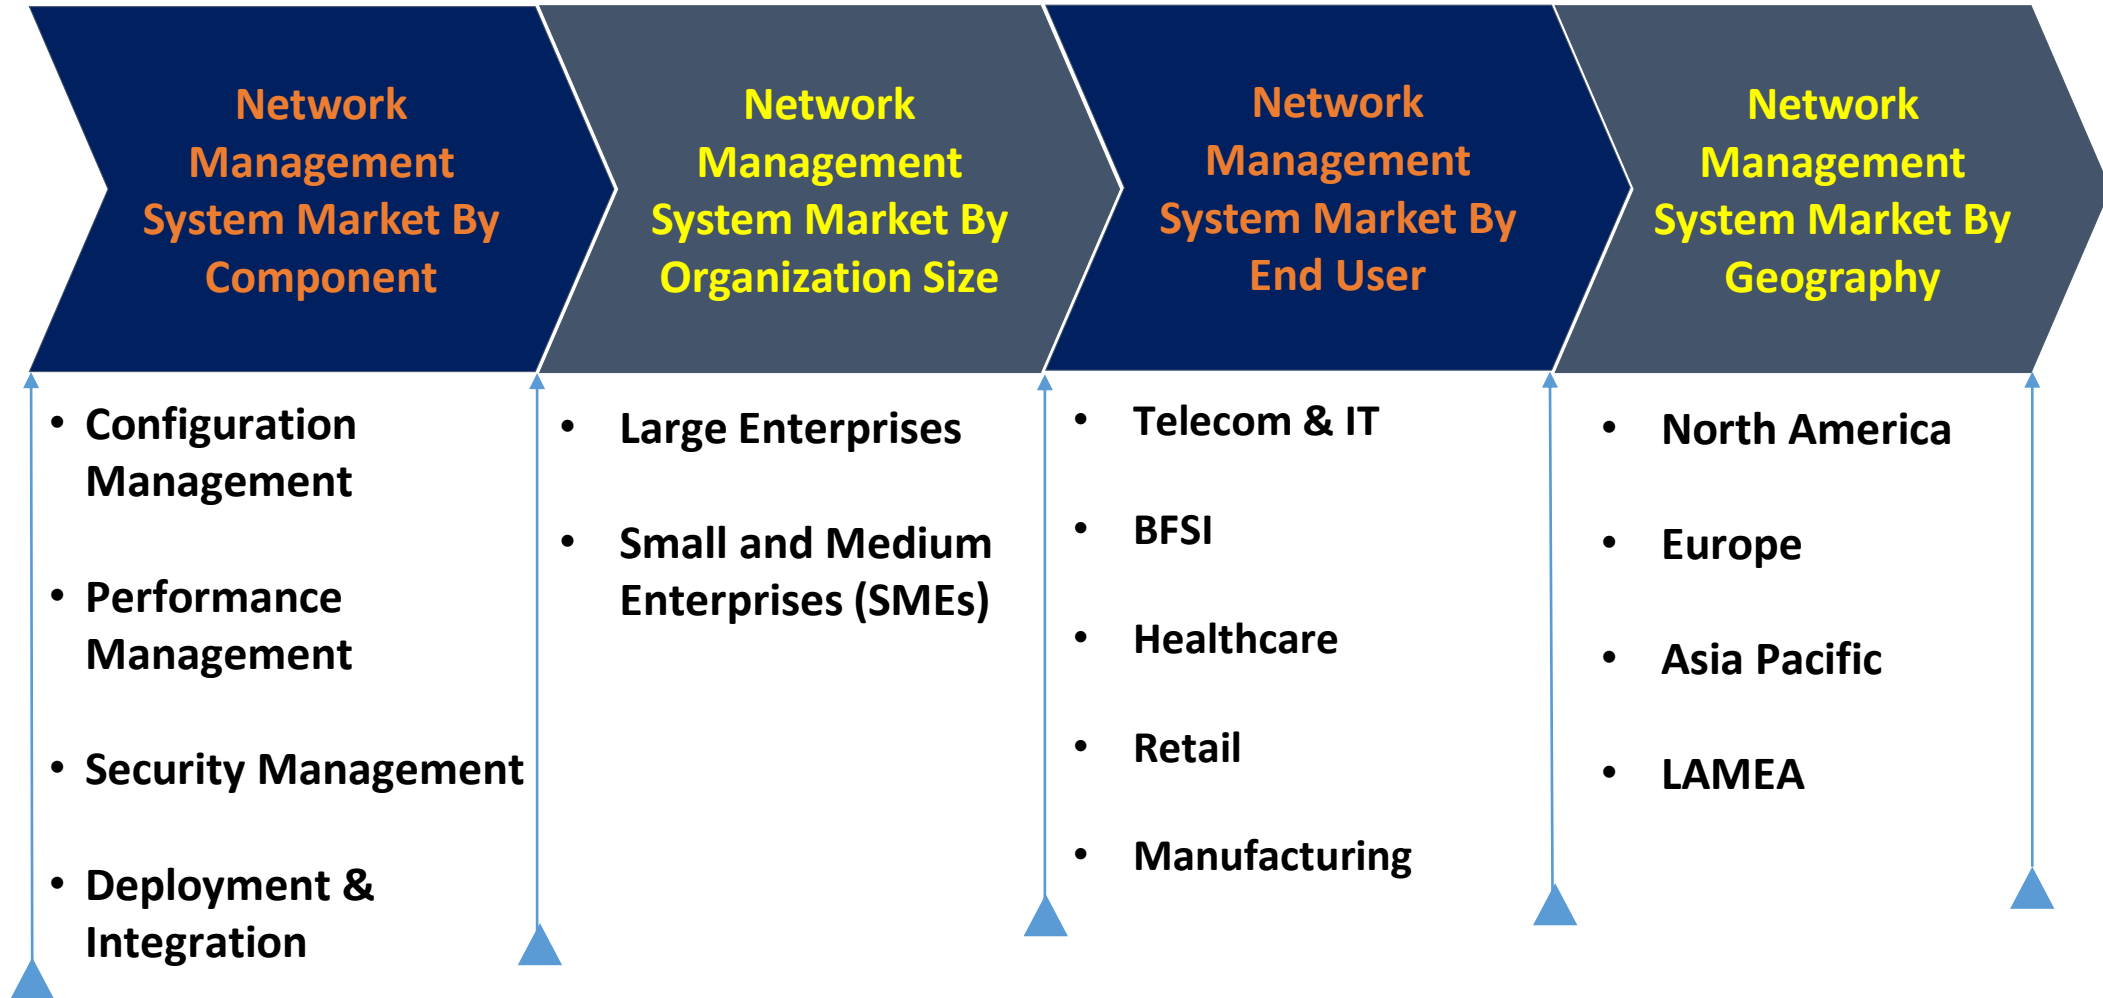 Network
Management
System Market By
Component
Network
Management
System Market By
Organization Size
Network
Management
System Market By
End User
Network
Management
System Market By
Geography
• Configuration
Management
• Performance
Management
• Security Management
• Deployment &
Integration
• Large Enterprises
• Small and Medium
Enterprises (SMEs)
• Telecom & IT
• BFSI
• Healthcare
• Retail
• Manufacturing
• North America
• Europe
• Asia Pacific
• LAMEA